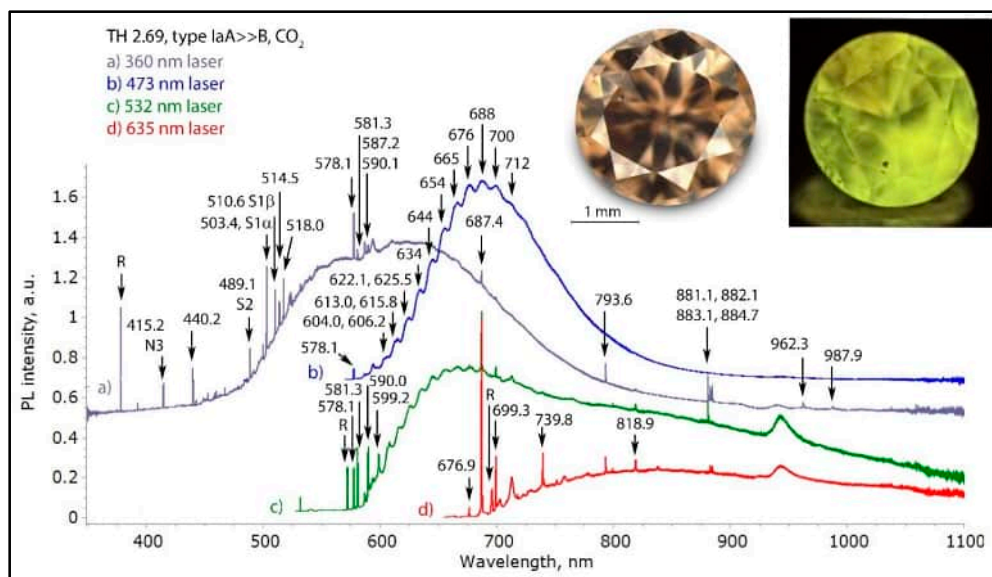 TH 2.69, type IaA>>B, CO₂
a) 360 nm laser
b) 473 nm laser
c) 532 nm laser
d) 635 nm laser
1 mm
PL intensity, a.u.
1.6
1.4
1.2
1
0.8
0.6
0.4
0.2
0
R
415.2
N3
440.2
489.1
S2
503.4, S1α
510.6 S1β
514.5
518.0
578.1
581.3
587.2
590.1
687.4
793.6
881.1, 882.1
883.1, 884.7
962.3
987.9
a)
578.1
604.0, 606.2
613.0, 615.8
622.1, 625.5
634
644
654
665
676
688
700
712
b)
R
578.1
581.3
590.0
599.2
c)
676.9
R
699.3
739.8
818.9
d)
400
500
600
700
800
900
1000
1100
Wavelength, nm